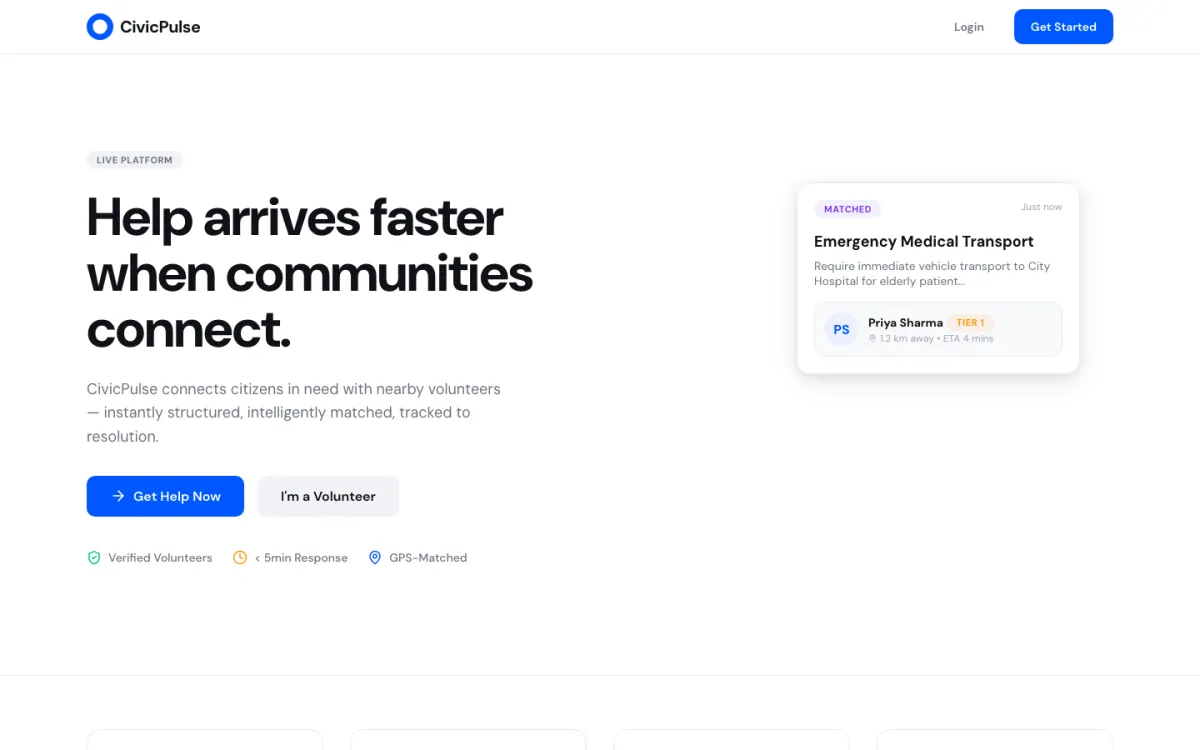 CivicPulse
Login
Get Started
LIVE PLATFORM
Help arrives faster
when communities
connect.
CivicPulse connects citizens in need with nearby volunteers
— instantly structured, intelligently matched, tracked to
resolution.
Get Help Now
I'm a Volunteer
Verified Volunteers
< 5min Response
GPS-Matched
MATCHED
Just now
Emergency Medical Transport
Require immediate vehicle transport to City
Hospital for elderly patient...
PS
Priya Sharma
TIER 1
1.2 km away • ETA 4 mins